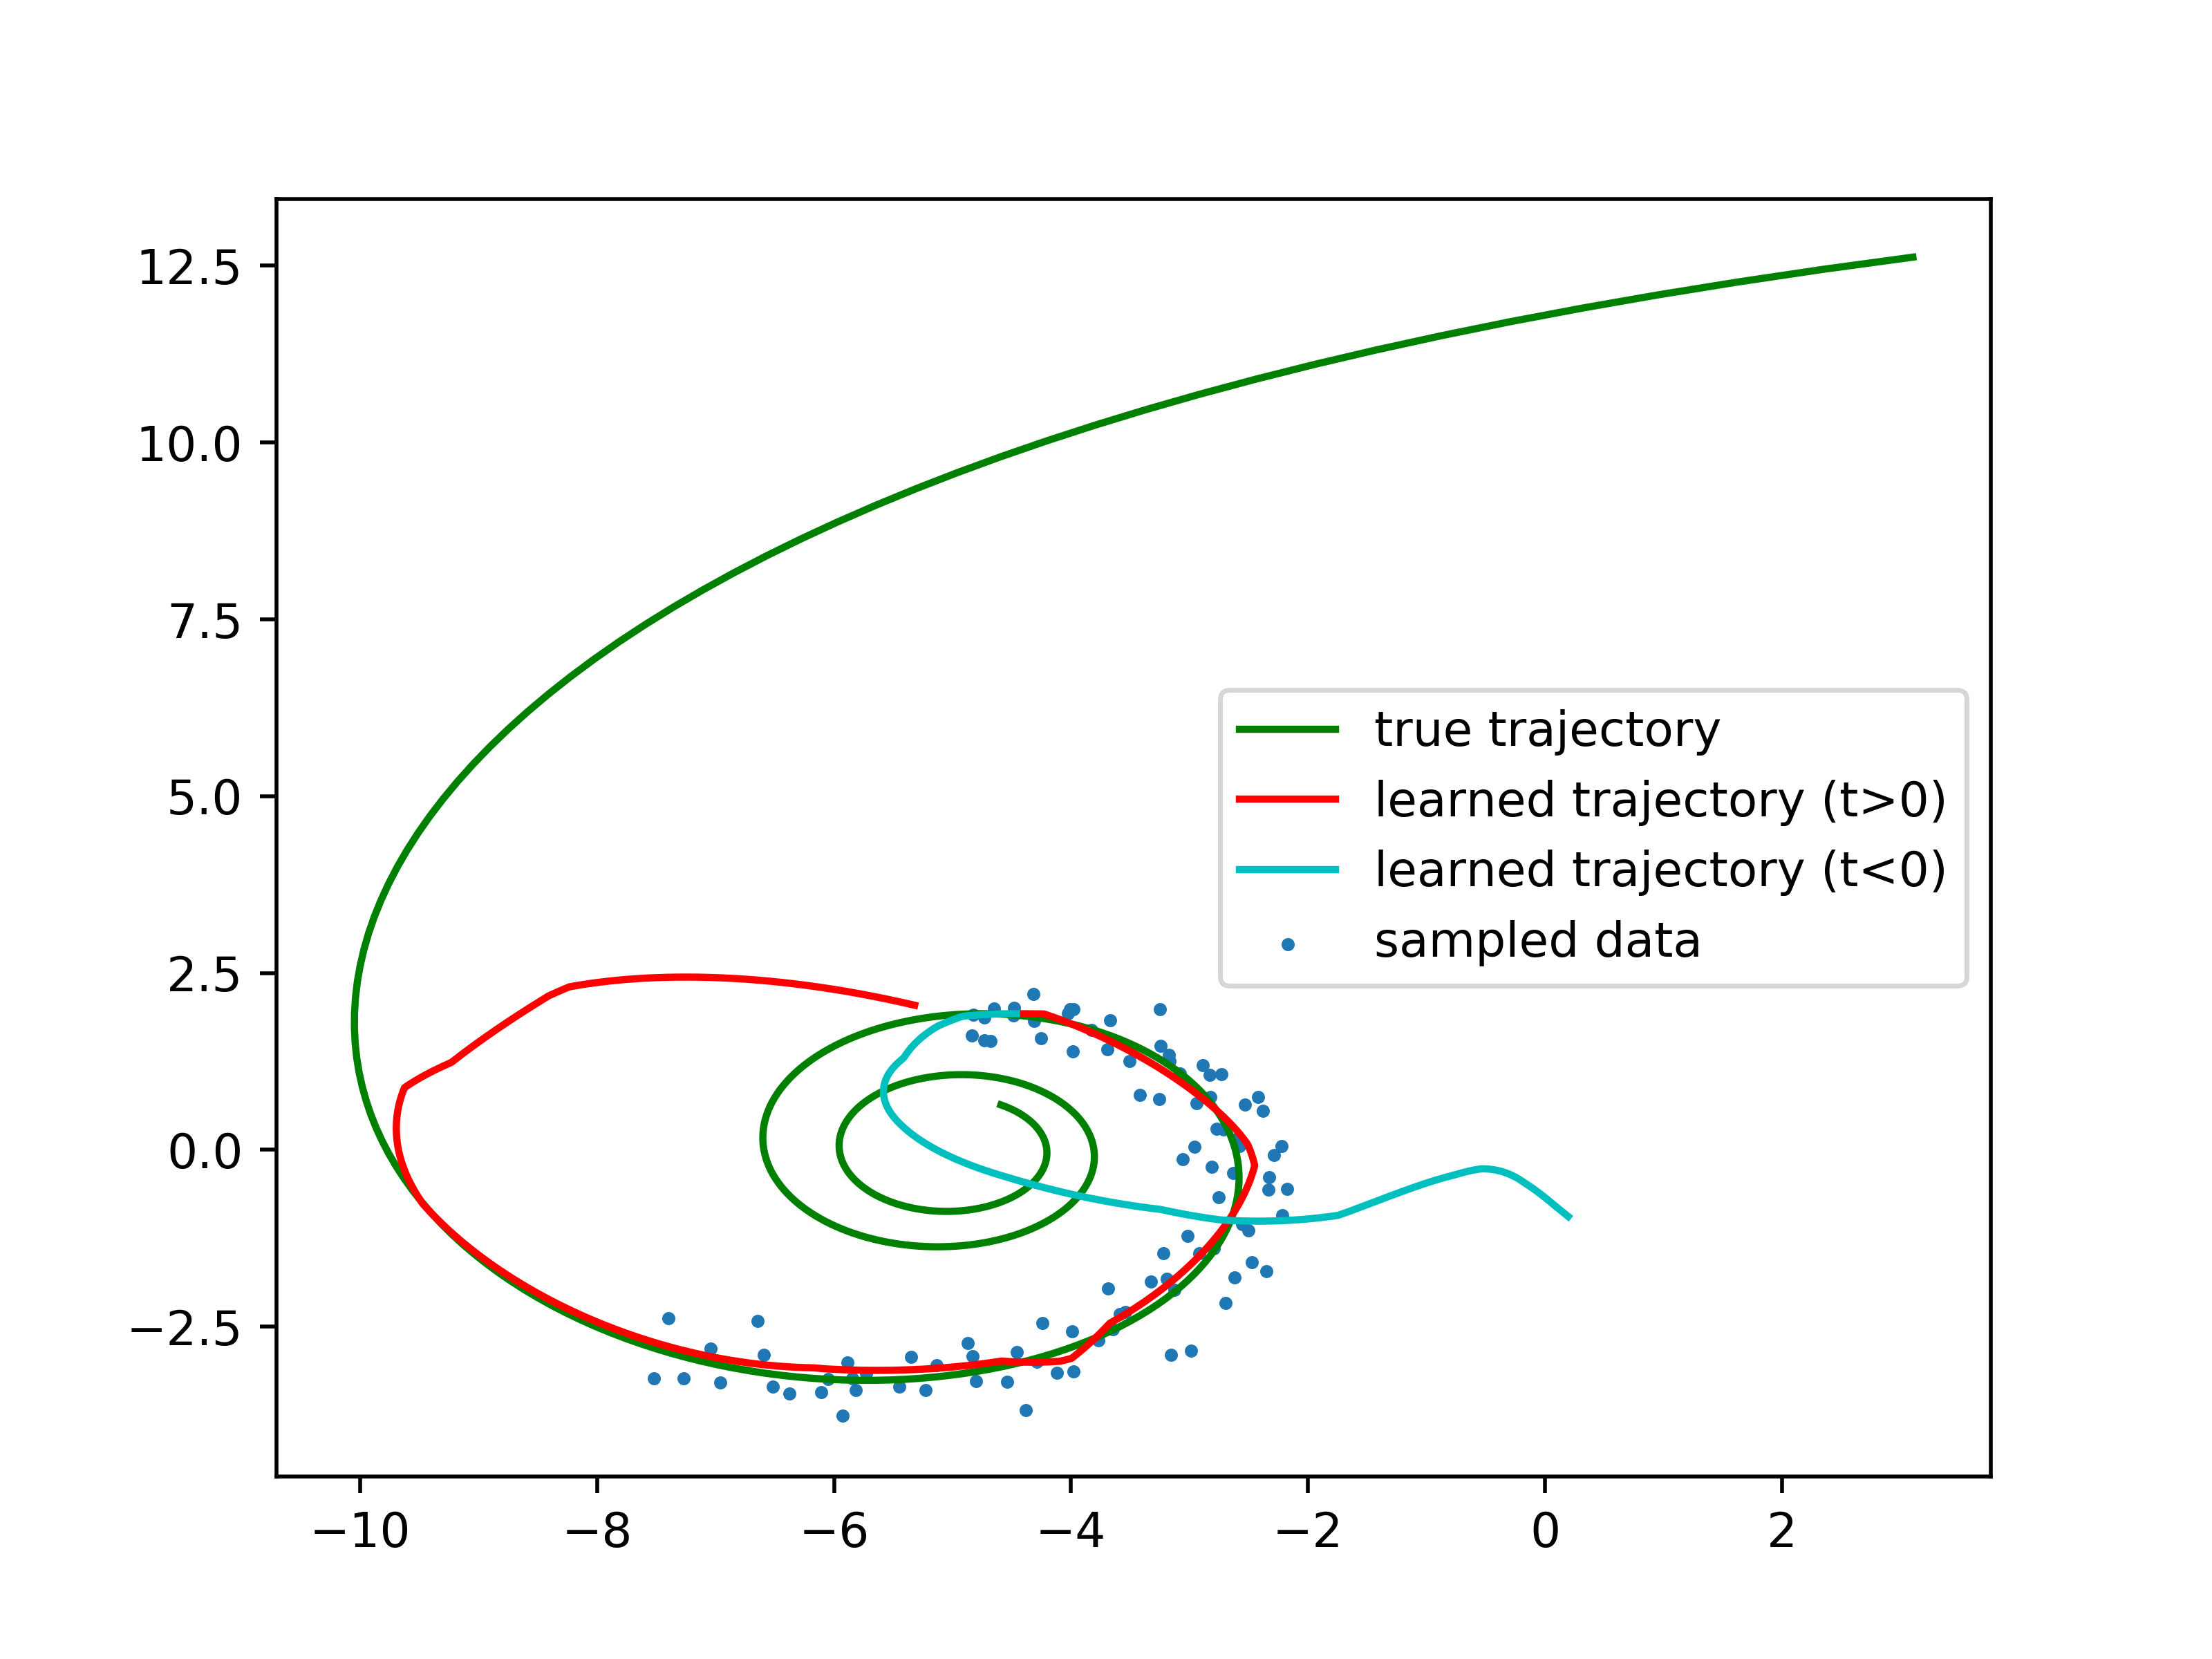 12.5
10.0
7.5
5.0
2.5
0.0
−2.5
true trajectory
learned trajectory (t>0)
learned trajectory (t<0)
sampled data
−10 −8 −6 −4 −2 0 2